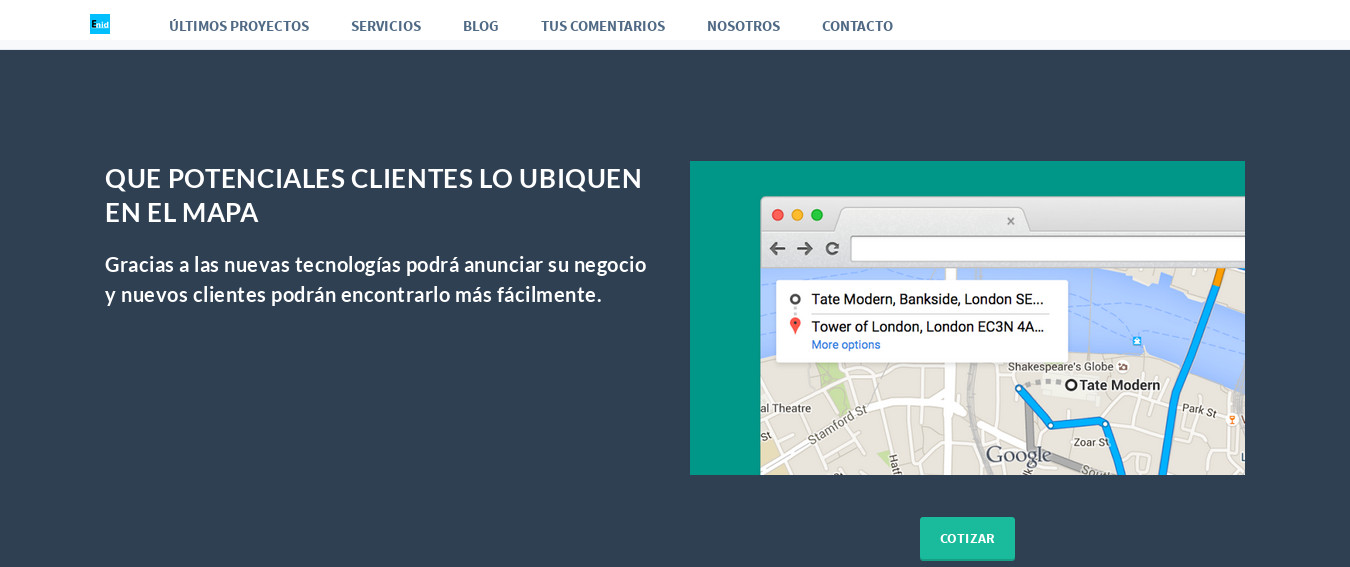 Enid
ÚLTIMOS PROYECTOS SERVICIOS BLOG TUS COMENTARIOS NOSOTROS CONTACTO
QUE POTENCIALES CLIENTES LO UBIQUEN
EN EL MAPA
Gracias a las nuevas tecnologías podrá anunciar su negocio
y nuevos clientes podrán encontrarlo más fácilmente.
Tate Modern, Bankside, London SE...
Tower of London, London EC3N 4A...
More options
Shakespeare's Globe
Tate Modern
al Theatre
Stamford St
Park St
St
Zoar St
Google
COTIZAR